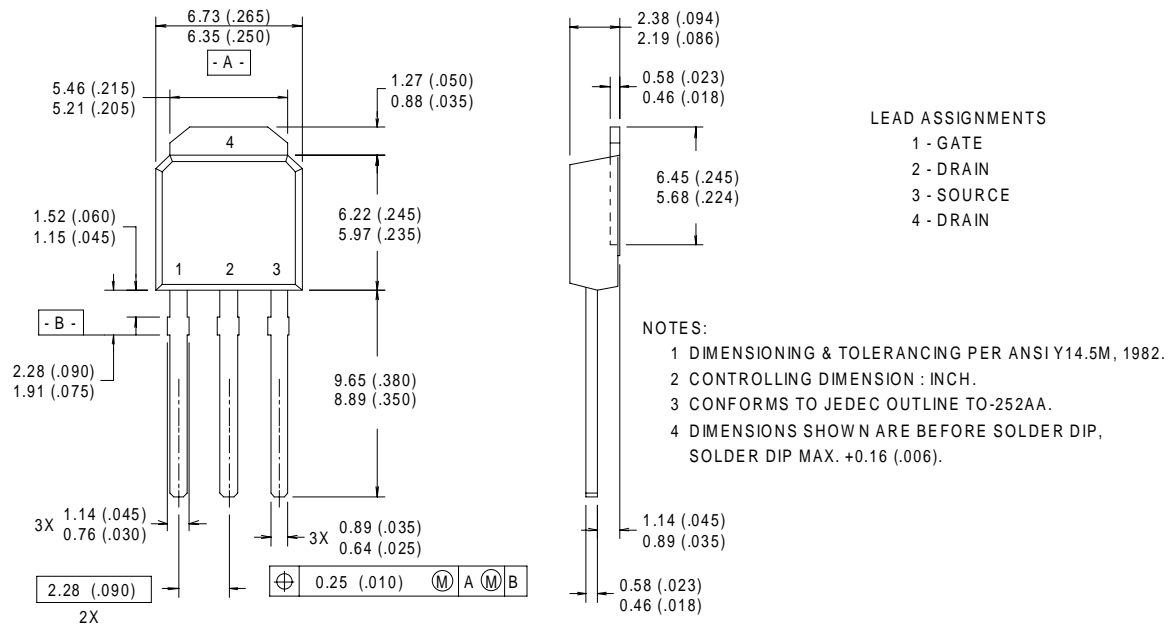 6.73 (.265)
6.35 (.250)
- A -
5.46 (.215)
5.21 (.205)
1.27 (.050)
0.88 (.035)
4
1.52 (.060)
1.15 (.045)
6.22 (.245)
5.97 (.235)
1 2 3
- B -
2.28 (.090)
1.91 (.075)
9.65 (.380)
8.89 (.350)
3X 1.14 (.045)
0.76 (.030)
3X 0.89 (.035)
0.64 (.025)
2.28 (.090)
2X
⌖ 0.25 (.010) Ⓜ A Ⓜ B
2.38 (.094)
2.19 (.086)
0.58 (.023)
0.46 (.018)
6.45 (.245)
5.68 (.224)
1.14 (.045)
0.89 (.035)
0.58 (.023)
0.46 (.018)
LEAD ASSIGNMENTS
1 - GATE
2 - DRAIN
3 - SOURCE
4 - DRAIN
NOTES:
1 DIMENSIONING & TOLERANCING PER ANSI Y14.5M, 1982.
2 CONTROLLING DIMENSION : INCH.
3 CONFORMS TO JEDEC OUTLINE TO-252AA.
4 DIMENSIONS SHOWN ARE BEFORE SOLDER DIP,
SOLDER DIP MAX. +0.16 (.006).